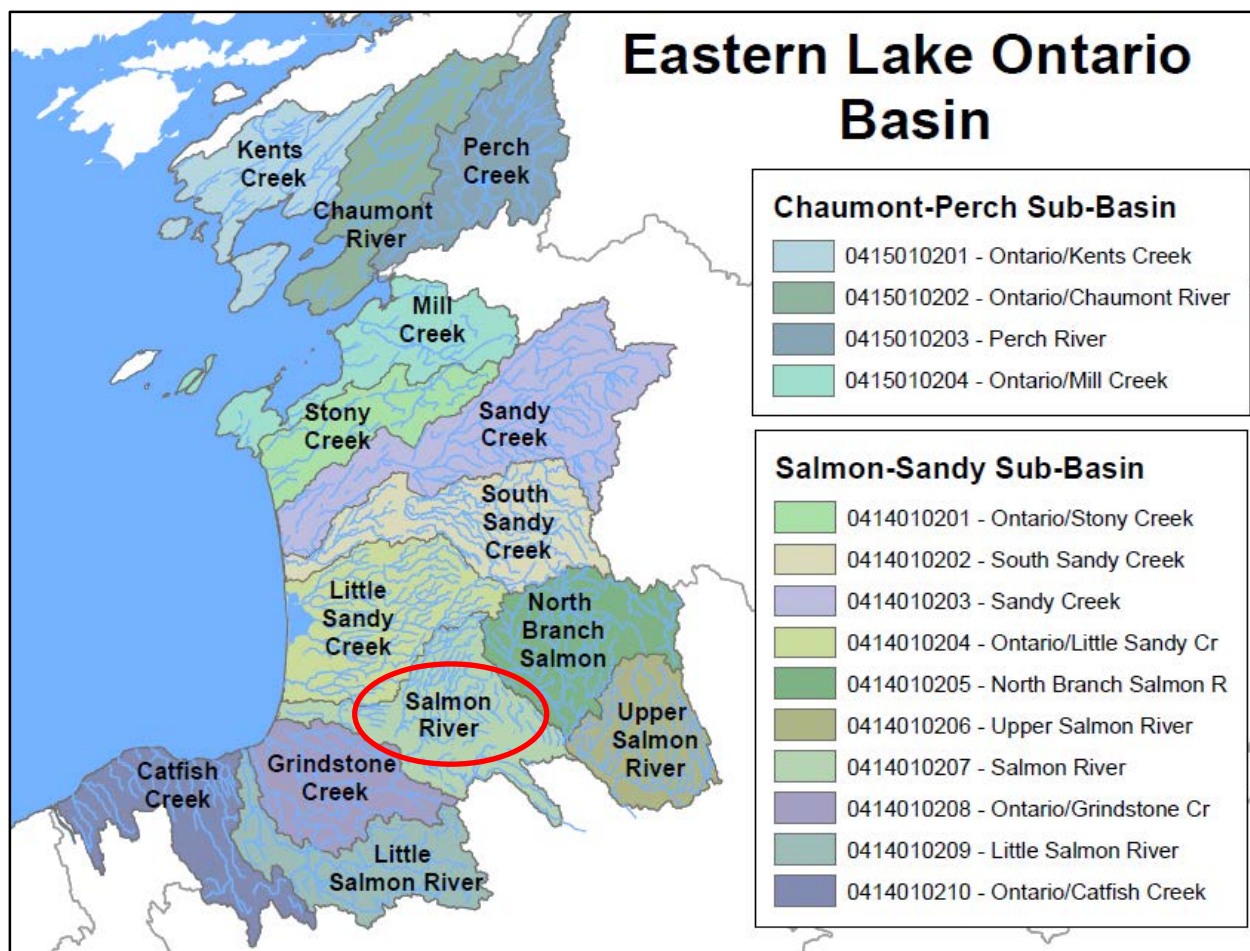 Eastern Lake Ontario
Basin
Kents
Creek
Perch
Creek
Chaumont
River
Mill
Creek
Stony
Creek
Sandy
Creek
South
Sandy
Creek
Little
Sandy
Creek
North
Branch
Salmon
Salmon
River
Upper
Salmon
River
Grindstone
Creek
Catfish
Creek
Little
Salmon River
Chaumont-Perch Sub-Basin
0415010201 - Ontario/Kents Creek
0415010202 - Ontario/Chaumont River
0415010203 - Perch River
0415010204 - Ontario/Mill Creek
Salmon-Sandy Sub-Basin
0414010201 - Ontario/Stony Creek
0414010202 - South Sandy Creek
0414010203 - Sandy Creek
0414010204 - Ontario/Little Sandy Cr
0414010205 - North Branch Salmon R
0414010206 - Upper Salmon River
0414010207 - Salmon River
0414010208 - Ontario/Grindstone Cr
0414010209 - Little Salmon River
0414010210 - Ontario/Catfish Creek